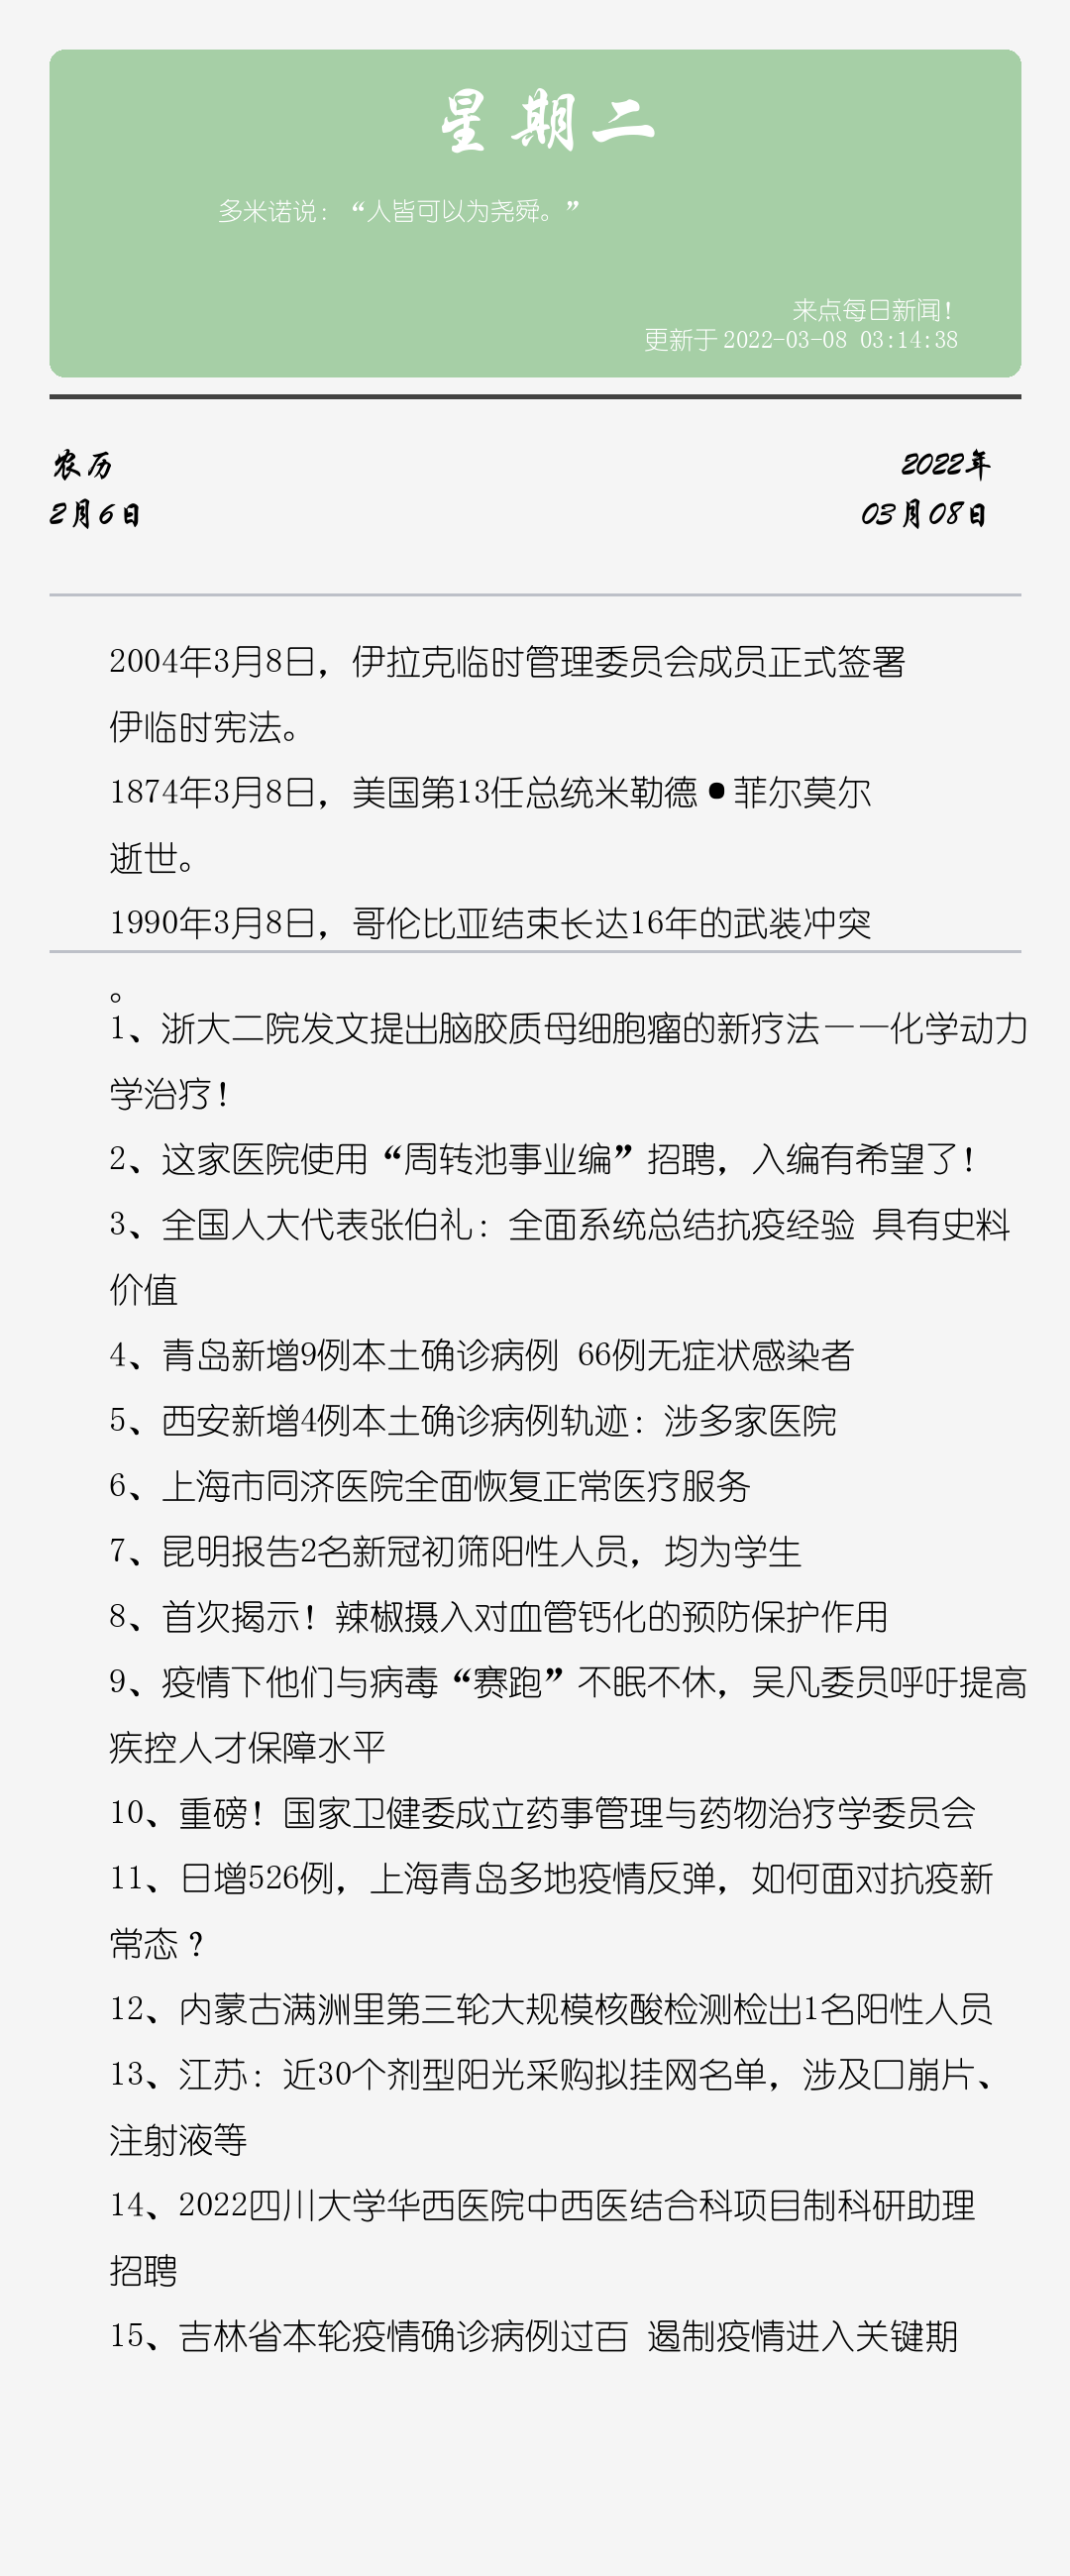 星期二
多米诺说：“人皆可以为尧舜。”
来点每日新闻！
更新于 2022-03-08 03:14:38
农历
2022年
2月6日
03月08日
2004年3月8日，伊拉克临时管理委员会成员正式签署
伊临时宪法。
1874年3月8日，美国第13任总统米勒德●菲尔莫尔
逝世。
1990年3月8日，哥伦比亚结束长达16年的武装冲突
。
1、浙大二院发文提出脑胶质母细胞瘤的新疗法——化学动力
学治疗！
2、这家医院使用“周转池事业编”招聘，入编有希望了！
3、全国人大代表张伯礼：全面系统总结抗疫经验 具有史料
价值
4、青岛新增9例本土确诊病例 66例无症状感染者
5、西安新增4例本土确诊病例轨迹：涉多家医院
6、上海市同济医院全面恢复正常医疗服务
7、昆明报告2名新冠初筛阳性人员，均为学生
8、首次揭示！辣椒摄入对血管钙化的预防保护作用
9、疫情下他们与病毒“赛跑”不眠不休，吴凡委员呼吁提高
疾控人才保障水平
10、重磅！国家卫健委成立药事管理与药物治疗学委员会
11、日增526例，上海青岛多地疫情反弹，如何面对抗疫新
常态？
12、内蒙古满洲里第三轮大规模核酸检测检出1名阳性人员
13、江苏：近30个剂型阳光采购拟挂网名单，涉及口崩片、
注射液等
14、2022四川大学华西医院中西医结合科项目制科研助理
招聘
15、吉林省本轮疫情确诊病例过百 遏制疫情进入关键期